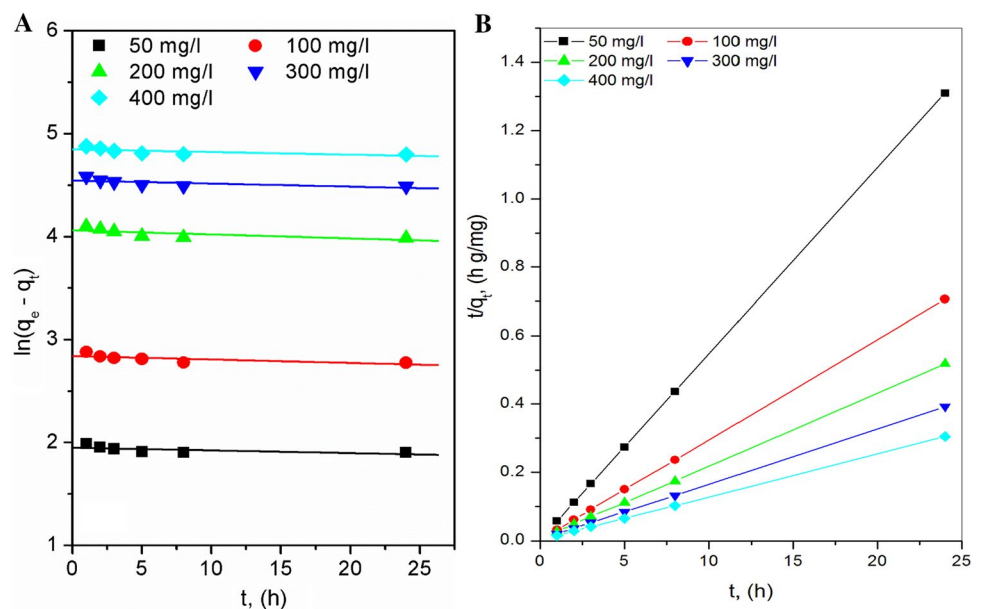 A
6
50 mg/l 100 mg/l
200 mg/l 300 mg/l
400 mg/l
5
4
3
2
1
ln(qe - qt)
0 5 10 15 20 25
t, (h)
B
50 mg/l 100 mg/l
200 mg/l 300 mg/l
400 mg/l
1.4
1.2
1.0
0.8
0.6
0.4
0.2
0.0
t/qt, (h g/mg)
0 5 10 15 20 25
t, (h)